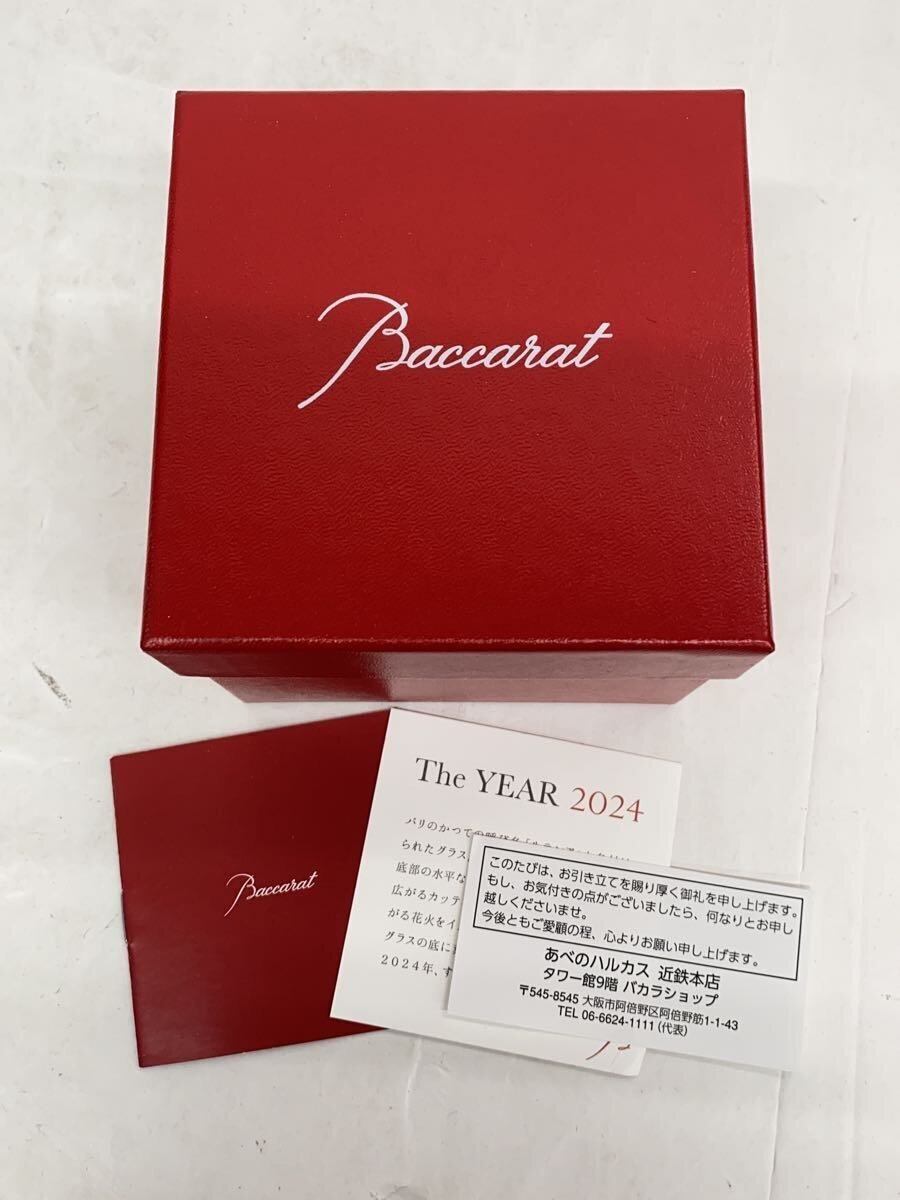 Baccarat
Baccarat
The YEAR 2024
パリのかつての呼び名「
られたグラス
底部の水平な
広がるカッテ
がる花火をイ
グラスの底に
2024年、す
このたびは、お引き立てを賜り厚く御礼を申し上げます。
もし、お気付きの点がございましたら、何なりとお申し
越しくださいませ。
今後ともご愛顧の程、心よりお願い申し上げます。
あべのハルカス 近鉄本店
タワー館9階 バカラショップ
〒545-8545 大阪市阿倍野区阿倍野筋1-1-43
TEL 06-6624-1111(代表)